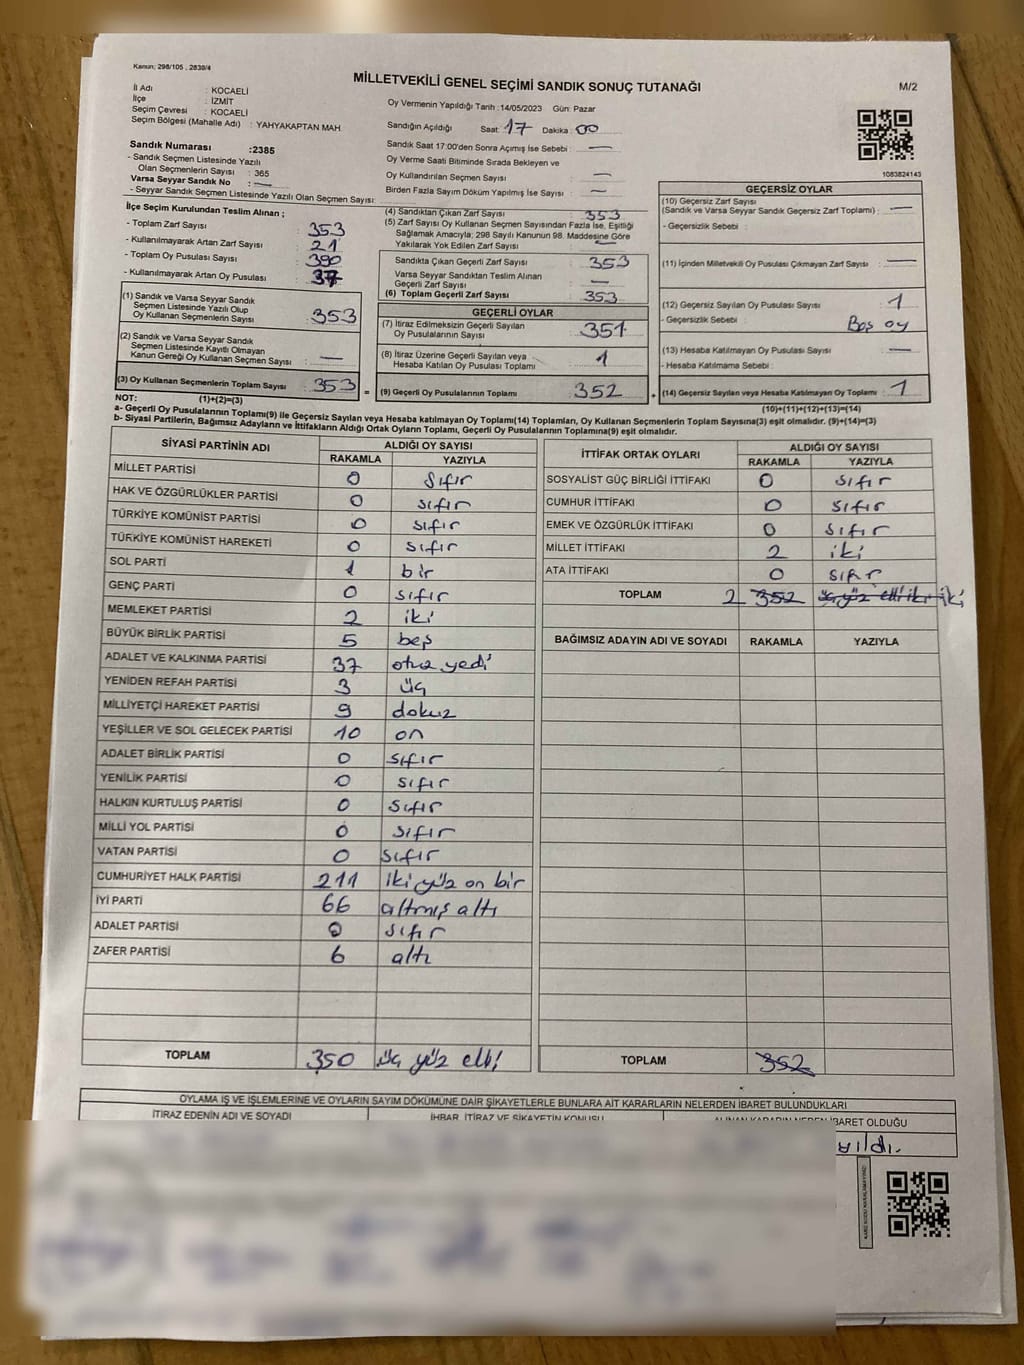 Kanun; 298/105 , 2839/4
MİLLETVEKİLİ GENEL SEÇİMİ SANDIK SONUÇ TUTANAĞI
M/2
İl Adı : KOCAELİ
İlçe : İZMİT
Seçim Çevresi : KOCAELİ
Seçim Bölgesi (Mahalle Adı) : YAHYAKAPTAN MAH
Sandık Numarası :2385
- Sandık Seçmen Listesinde Yazılı
Olan Seçmenlerin Sayısı : 365
Varsa Seyyar Sandık No : —
- Seyyar Sandık Seçmen Listesinde Yazılı Olan Seçmen Sayısı:
Oy Vermenin Yapıldığı Tarih :14/05/2023 Gün: Pazar
Sandığın Açıldığı Saat: 17 Dakika : 00
Sandık Saat 17:00'den Sonra Açımış İse Sebebi : —
Oy Verme Saati Bitiminde Sırada Bekleyen ve
Oy Kullandırılan Seçmen Sayısı : —
Birden Fazla Sayım Döküm Yapılmış İse Sayısı : —
1083824143
İlçe Seçim Kurulundan Teslim Alınan ;
- Toplam Zarf Sayısı : 353
- Kullanılmayarak Artan Zarf Sayısı : 21
- Toplam Oy Pusulası : 390
- Kullanılmayarak Artan Oy Pusulası : 37
(1) Sandık ve Varsa Seyyar Sandık
Seçmen Listesinde Yazılı Olup
Oy Kullanan Seçmenlerin Sayısı : 353
(2) Sandık ve Varsa Seyyar Sandık
Seçmen Listesinde Kayıtlı Olmayan
Kanun Gereği Oy Kullanan Seçmen Sayısı : —
(3) Oy Kullanan Seçmenlerin Toplam Sayısı : 353 =
(4) Sandıktan Çıkan Zarf Sayısı : 353
(5) Zarf Sayısı Oy Kullanan Seçmen Sayısından Fazla İse, Eşitliği
Sağlamak Amacıyla; 298 Sayılı Kanunun 98. Maddesine Göre
Yakılarak Yok Edilen Zarf Sayısı : —
Sandıkta Çıkan Geçerli Zarf Sayısı : 353
Varsa Seyyar Sandıktan Teslim Alınan
Geçerli Zarf Sayısı : —
(6) Toplam Geçerli Zarf Sayısı : 353
GEÇERLİ OYLAR
(7) İtiraz Edilmeksizin Geçerli Sayılan
Oy Pusulalarının Sayısı : 351
(8) İtiraz Üzerine Geçerli Sayılan veya
Hesaba Katılan Oy Pusulası Toplamı : 1
(9) Geçerli Oy Pusulalarının Toplamı : 352 +
GEÇERSİZ OYLAR
(10) Geçersiz Zarf Sayısı
(Sandık ve Varsa Seyyar Sandık Geçersiz Zarf Toplamı) : —
- Geçersizlik Sebebi :
(11) İçinden Milletvekili Oy Pusulası Çıkmayan Zarf Sayısı : —
(12) Geçersiz Sayılan Oy Pusulası Sayısı : 1
- Geçersizlik Sebebi : Boş oy
(13) Hesaba Katılmayan Oy Pusulası Sayısı : —
- Hesaba Katılmama Sebebi :
(14) Geçersiz Sayılan veya Hesaba Katılmayan Oy Toplamı : 1
NOT: (1)+(2)=(3)
(10)+(11)+(12)+(13)=(14)
a- Geçerli Oy Pusulalarının Toplamı(9) ile Geçersiz Sayılan veya Hesaba katılmayan Oy Toplamı(14) Toplamları, Oy Kullanan Seçmenlerin Toplam Sayısına(3) eşit olmalıdır. (9)+(14)=(3)
b- Siyasi Partilerin, Bağımsız Adayların ve İttifakların Aldığı Ortak Oyların Toplamı, Geçerli Oy Pusulalarının Toplamına(9) eşit olmalıdır.
SİYASİ PARTİNİN ADI ALDIĞI OY SAYISI
RAKAMLA YAZIYLA
MİLLET PARTİSİ 0 sıfır
HAK VE ÖZGÜRLÜKLER PARTİSİ 0 sıfır
TÜRKİYE KOMÜNİST PARTİSİ 0 sıfır
TÜRKİYE KOMÜNİST HAREKETİ 0 sıfır
SOL PARTİ 1 bir
GENÇ PARTİ 0 sıfır
MEMLEKET PARTİSİ 2 iki
BÜYÜK BİRLİK PARTİSİ 5 beş
ADALET VE KALKINMA PARTİSİ 37 otuz yedi
YENİDEN REFAH PARTİSİ 3 üç
MİLLİYETÇİ HAREKET PARTİSİ 9 dokuz
YEŞİLLER VE SOL GELECEK PARTİSİ 10 on
ADALET BİRLİK PARTİSİ 0 sıfır
YENİLİK PARTİSİ 0 sıfır
HALKIN KURTULUŞ PARTİSİ 0 sıfır
MİLLİ YOL PARTİSİ 0 sıfır
VATAN PARTİSİ 0 sıfır
CUMHURİYET HALK PARTİSİ 211 iki yüz on bir
İYİ PARTİ 66 altmış altı
ADALET PARTİSİ 0 sıfır
ZAFER PARTİSİ 6 altı
TOPLAM 350 üç yüz elli
İTTİFAK ORTAK OYLARI ALDIĞI OY SAYISI
RAKAMLA YAZIYLA
SOSYALİST GÜÇ BİRLİĞİ İTTİFAKI 0 sıfır
CUMHUR İTTİFAKI 0 sıfır
EMEK VE ÖZGÜRLÜK İTTİFAKI 0 sıfır
MİLLET İTTİFAKI 2 iki
ATA İTTİFAKI 0 sıfır
TOPLAM 2 352 üç yüz elli iki iki
BAĞIMSIZ ADAYIN ADI VE SOYADI RAKAMLA YAZIYLA
TOPLAM 352
OYLAMA İŞ VE İŞLEMLERİNE VE OYLARIN SAYIM DÖKÜMÜNE DAİR ŞİKAYETLERLE BUNLARA AİT KARARLARIN NELERDEN İBARET BULUNDUKLARI
İTİRAZ EDENİN ADI VE SOYADI İHBAR, İTİRAZ VE ŞİKAYETİN KONUSU ALINAN KARARIN NEDEN İBARET OLDUĞU